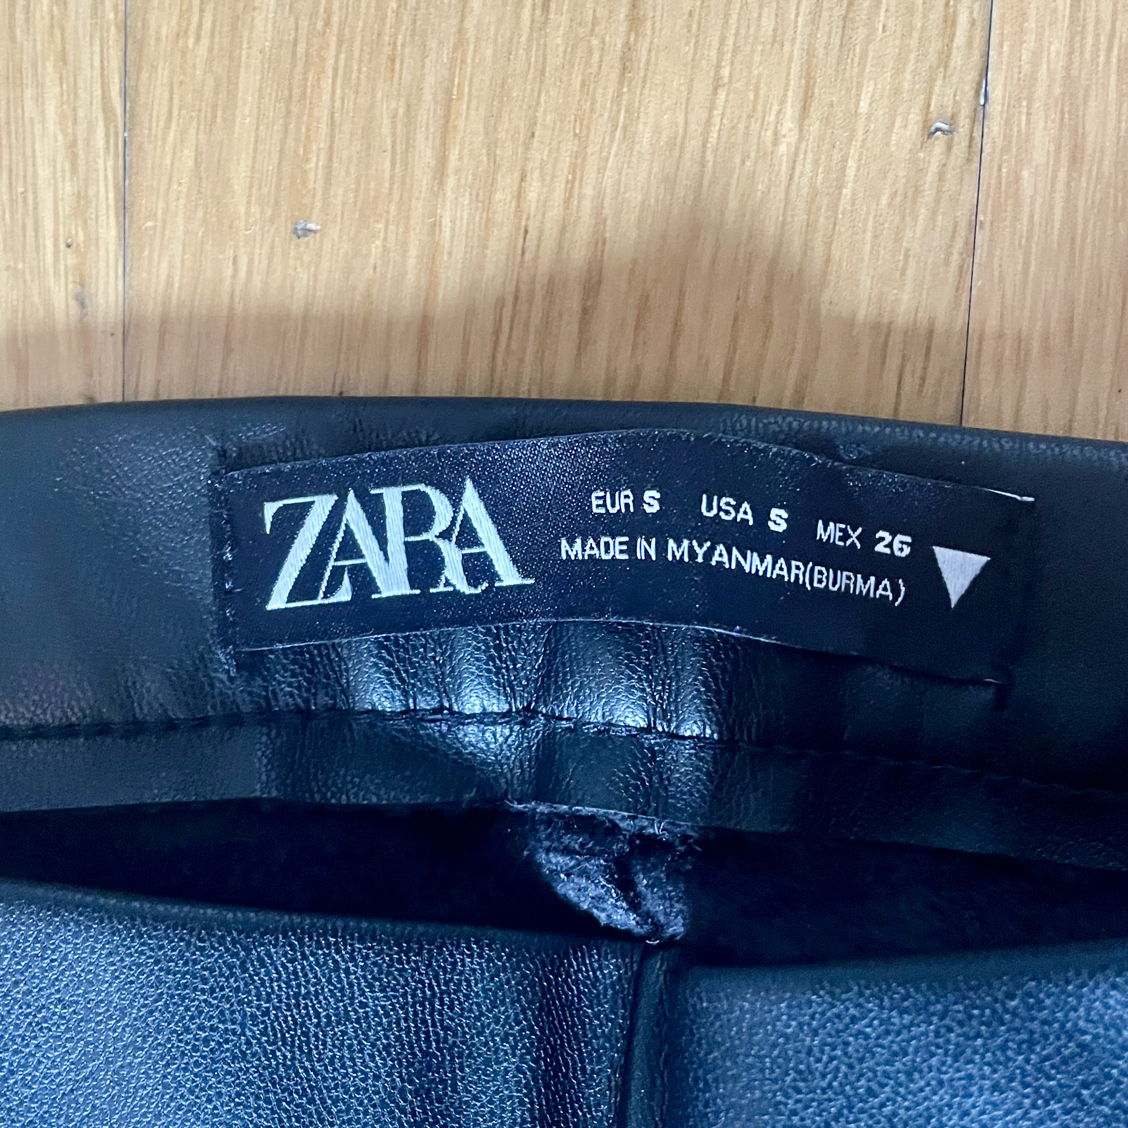 ZARA
EUR S USA S MEX 26
MADE IN MYANMAR(BURMA)